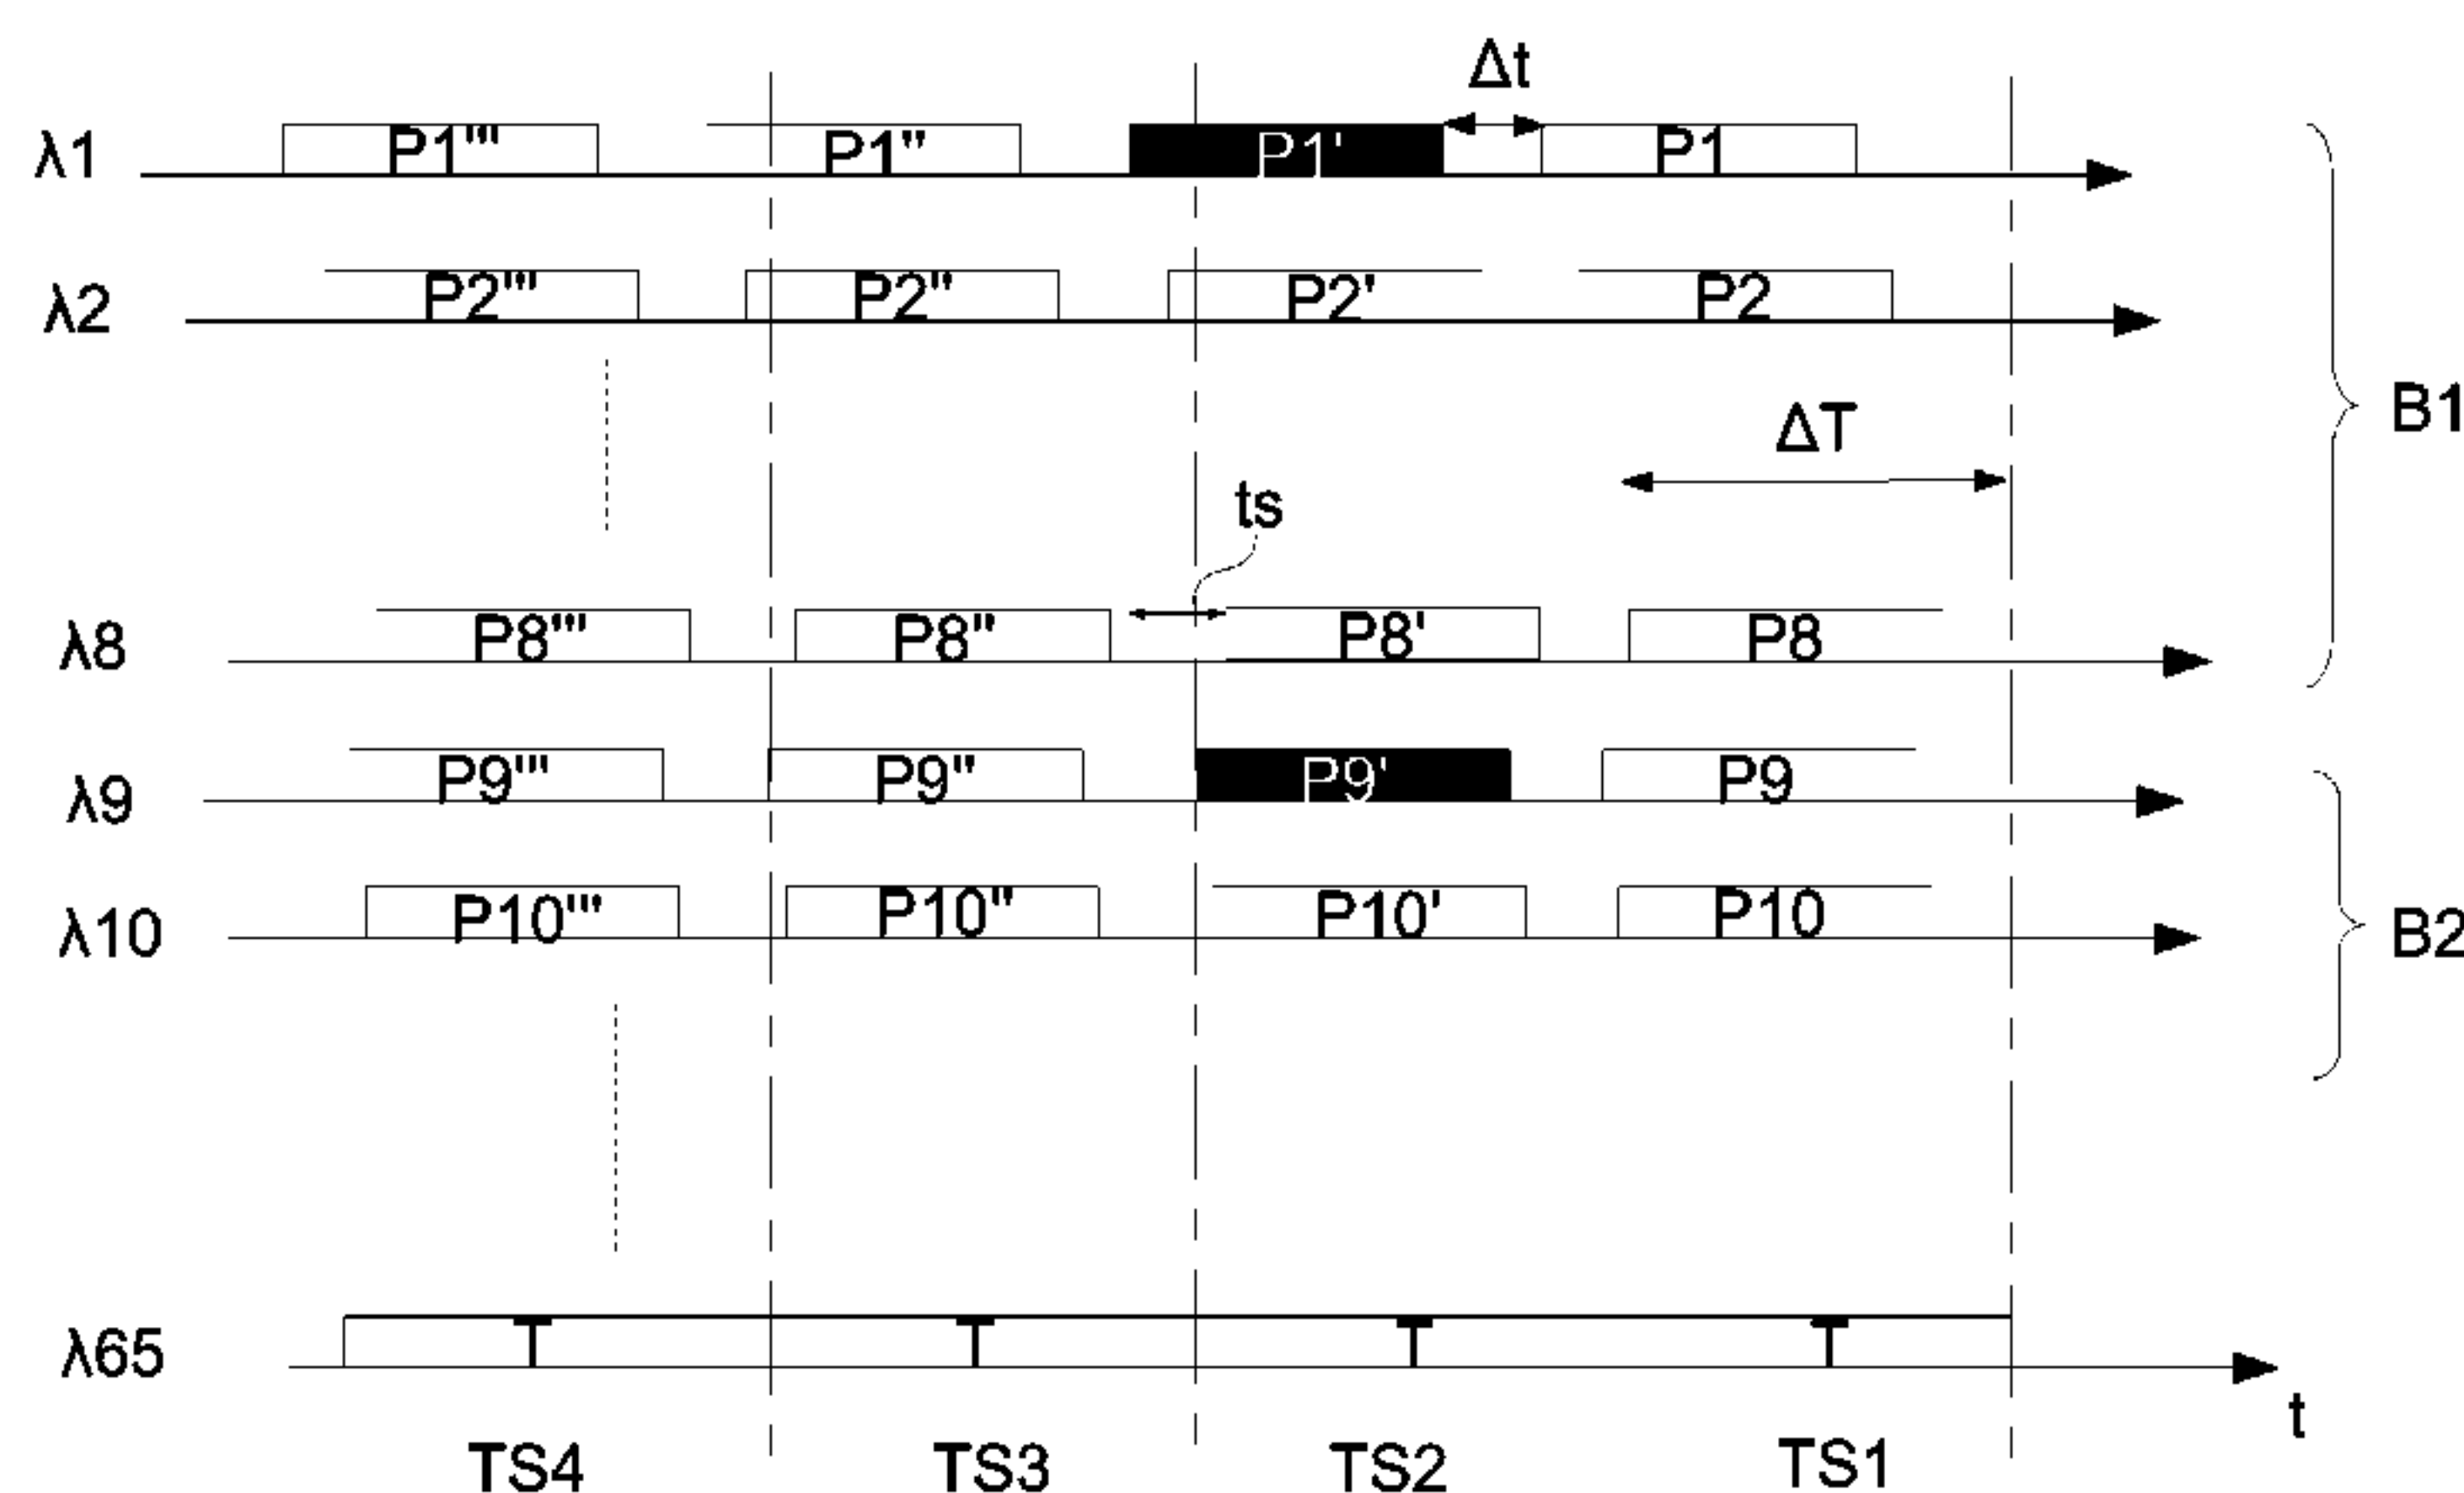 Δt
λ1 P1''' P1'' P1' P1
λ2 P2''' P2'' P2' P2
B1
ΔT
ts
λ8 P8''' P8'' P8' P8
λ9 P9''' P9'' P9' P9
λ10 P10''' P10'' P10' P10
B2
λ65 T T T T
t
TS4 TS3 TS2 TS1